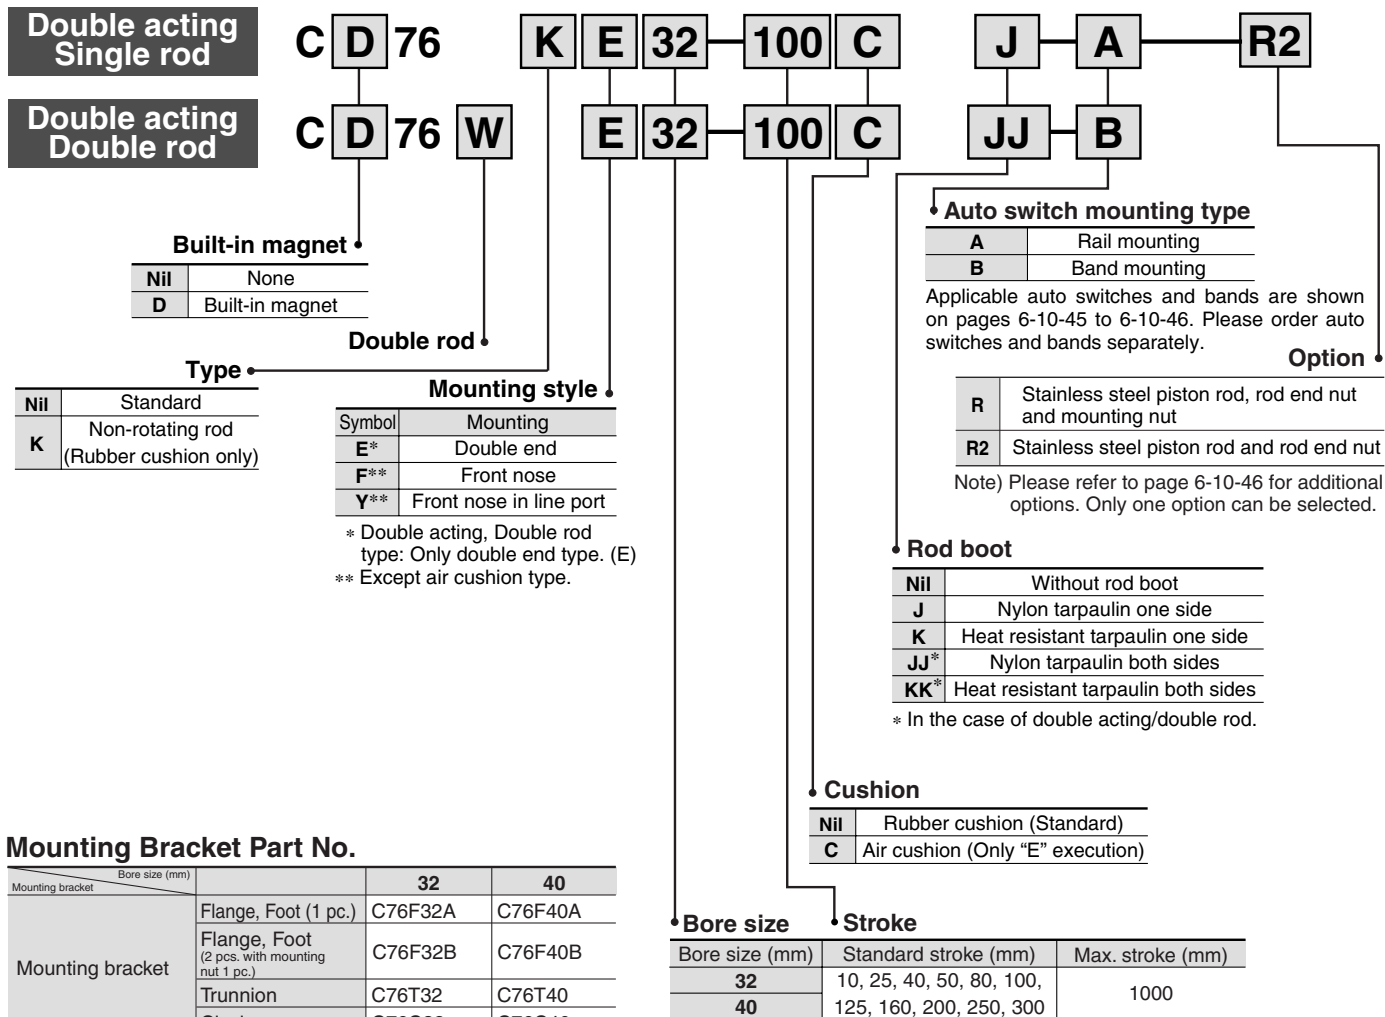 Double acting
Single rod
C D 76 K E 32 100 C J A R2
Double acting
Double rod
C D 76 W E 32 100 C JJ B
Built-in magnet
Nil None
D Built-in magnet
Double rod
Type
Nil Standard
K Non-rotating rod
(Rubber cushion only)
Mounting style
Symbol Mounting
E* Double end
F** Front nose
Y** Front nose in line port
* Double acting, Double rod
type: Only double end type. (E)
** Except air cushion type.
Auto switch mounting type
A Rail mounting
B Band mounting
Applicable auto switches and bands are shown
on pages 6-10-45 to 6-10-46. Please order auto
switches and bands separately.
Option
R Stainless steel piston rod, rod end nut
and mounting nut
R2 Stainless steel piston rod and rod end nut
Note) Please refer to page 6-10-46 for additional
options. Only one option can be selected.
Rod boot
Nil Without rod boot
J Nylon tarpaulin one side
K Heat resistant tarpaulin one side
JJ* Nylon tarpaulin both sides
KK* Heat resistant tarpaulin both sides
* In the case of double acting/double rod.
Cushion
Nil Rubber cushion (Standard)
C Air cushion (Only “E” execution)
Mounting Bracket Part No.
Bore size (mm)
Mounting bracket
32 40
Mounting bracket
Flange, Foot (1 pc.) C76F32A C76F40A
Flange, Foot
(2 pcs. with mounting
nut 1 pc.)
C76F32B C76F40B
Trunnion C76T32 C76T40
Bore size
Stroke
Bore size (mm) Standard stroke (mm) Max. stroke (mm)
32 10, 25, 40, 50, 80, 100,
40 125, 160, 200, 250, 300
1000